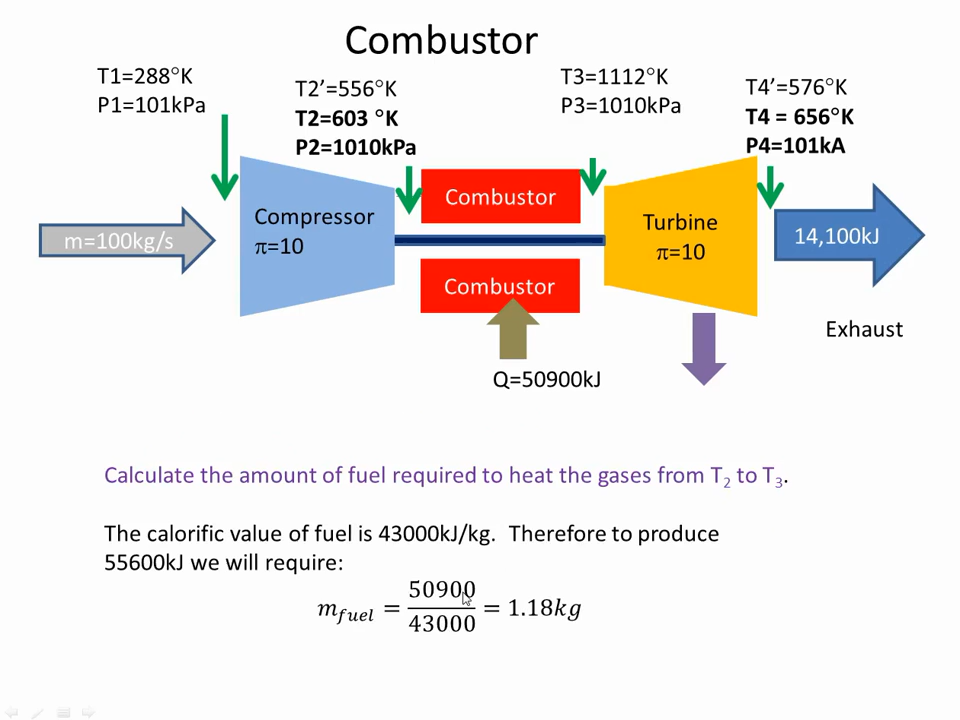 Combustor
T1=288°K
P1=101kPa
T2’=556°K
T2=603 °K
P2=1010kPa
T3=1112°K
P3=1010kPa
T4’=576°K
T4 = 656°K
P4=101kA
m=100kg/s
Compressor
π=10
Combustor
Combustor
Turbine
π=10
14,100kJ
Exhaust
Q=50900kJ
Calculate the amount of fuel required to heat the gases from T2 to T3.
The calorific value of fuel is 43000kJ/kg.  Therefore to produce
55600kJ we will require:
m_fuel = 50900/43000 = 1.18kg